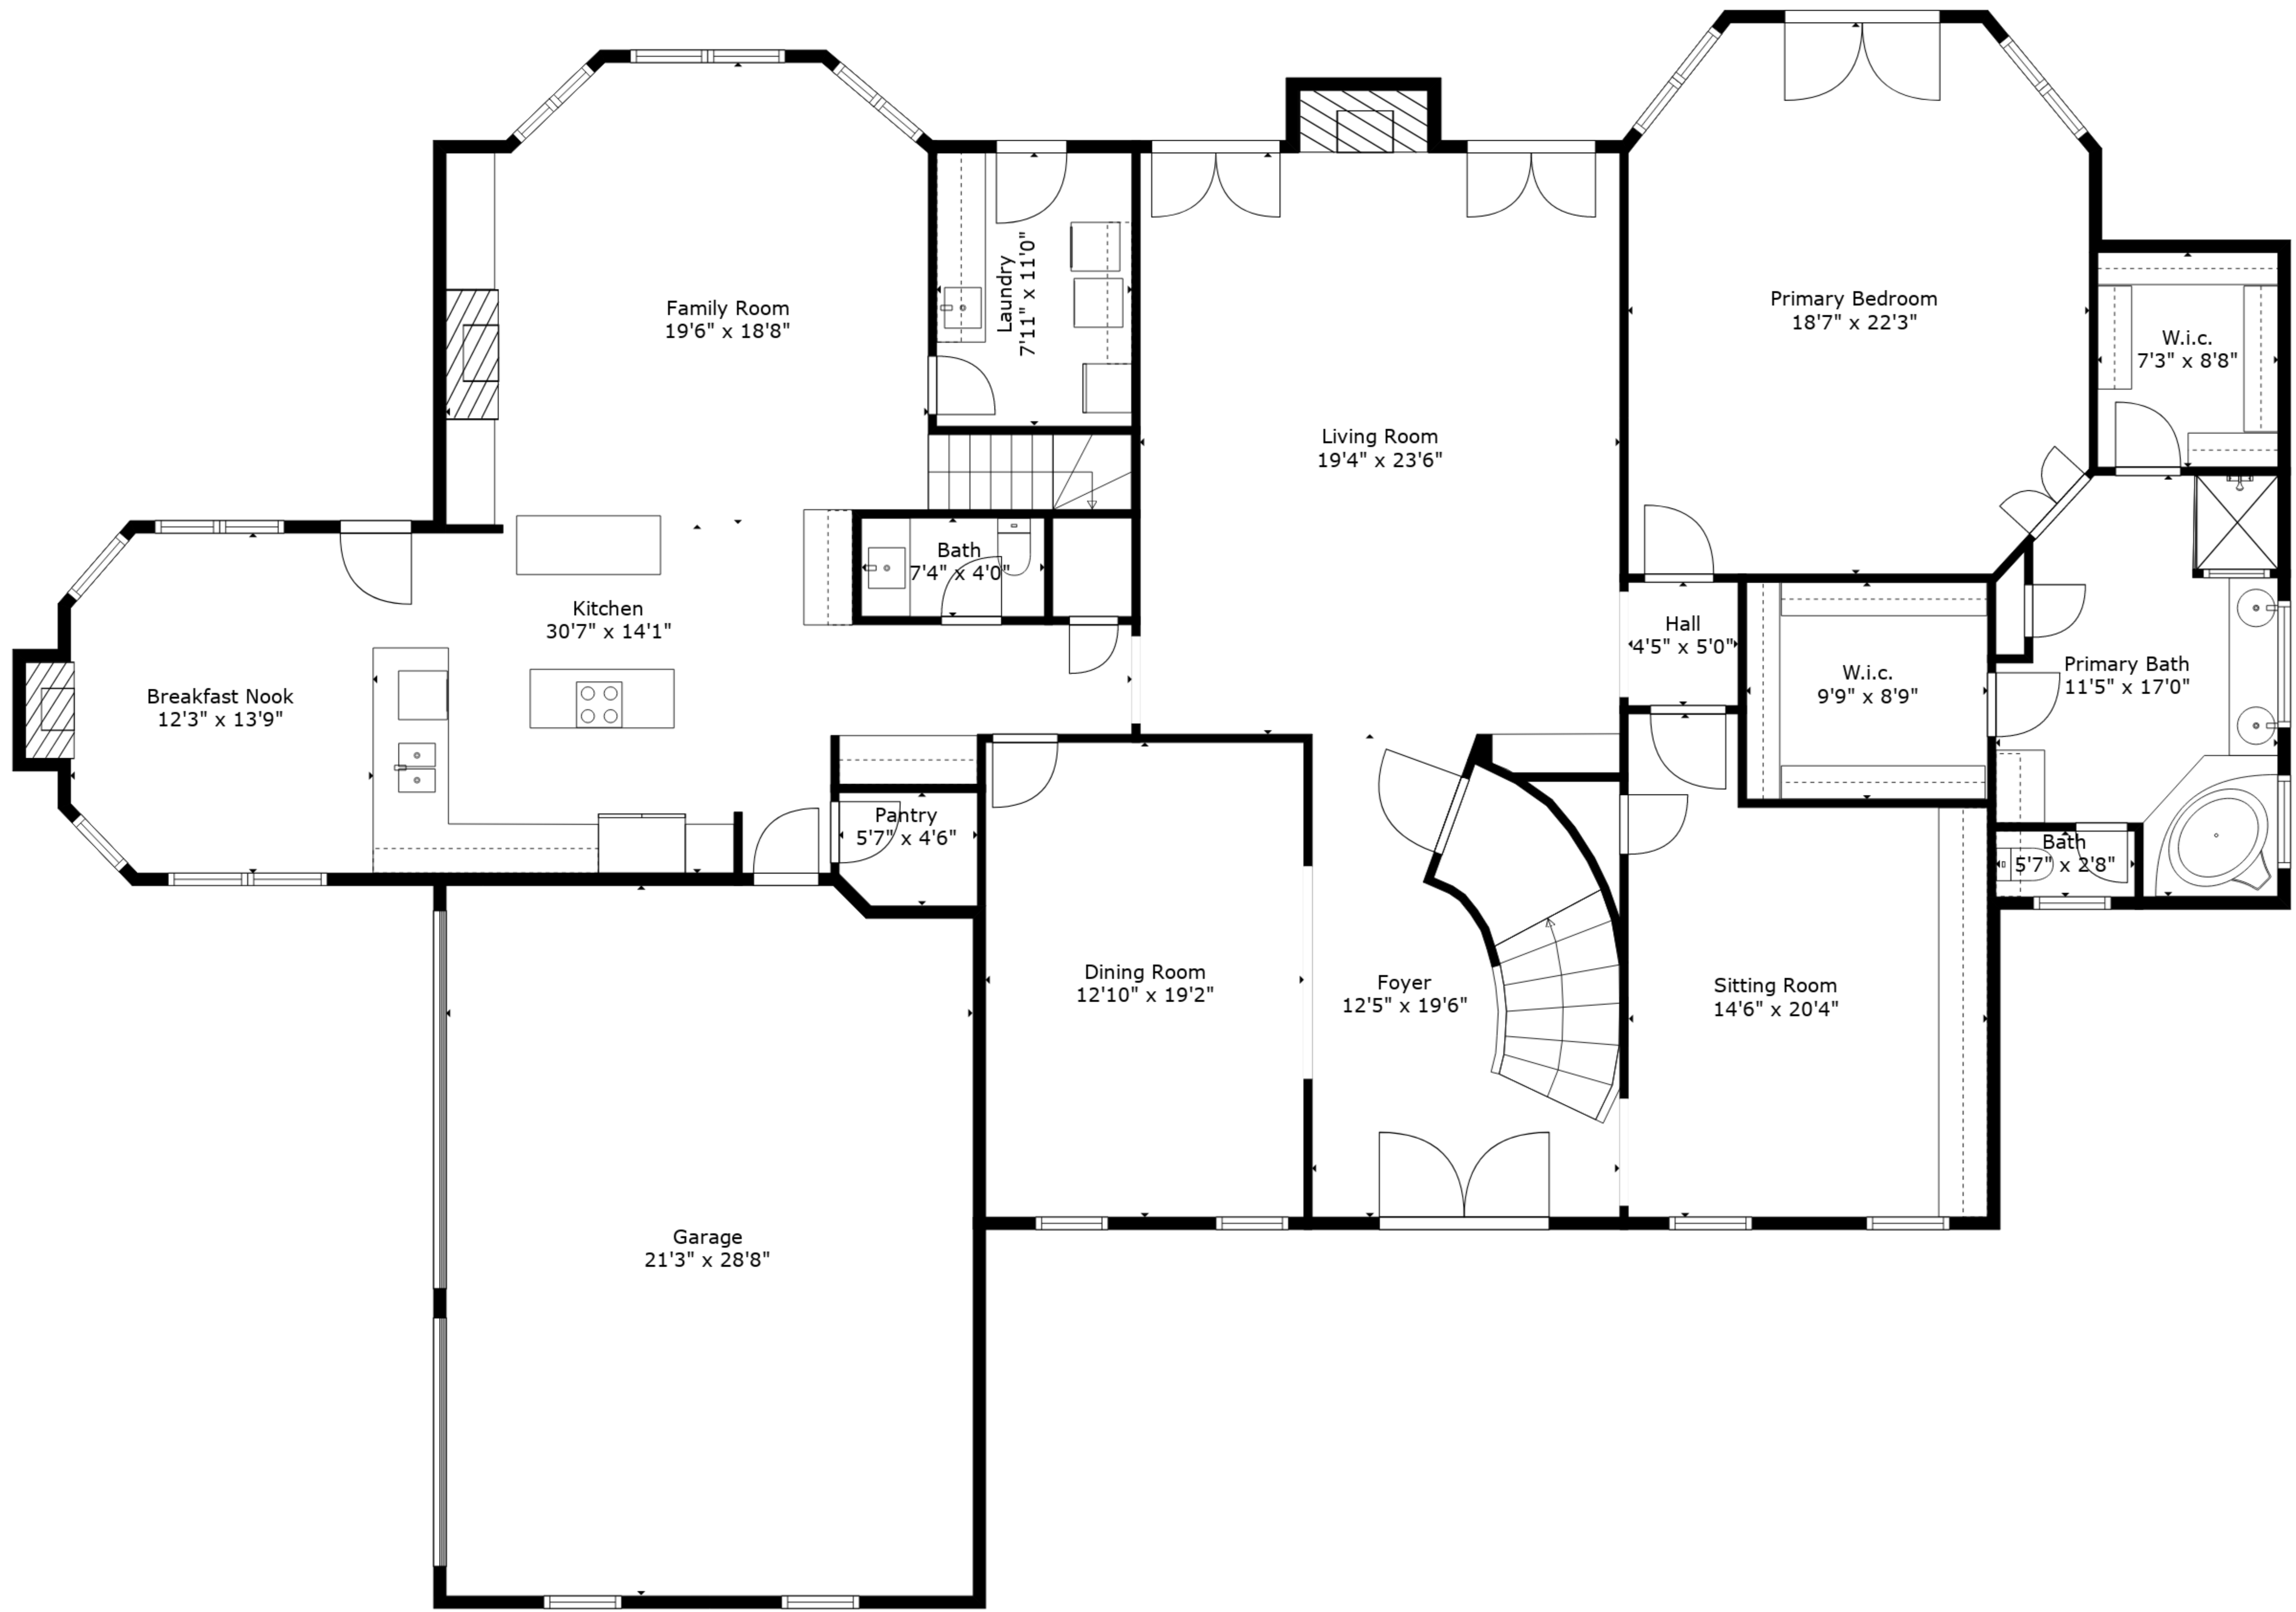 Family Room
19'6" x 18'8"
Laundry
7'11" x 11'0"
Primary Bedroom
18'7" x 22'3"
W.i.c.
7'3" x 8'8"
Living Room
19'4" x 23'6"
Bath
7'4" x 4'0"
Kitchen
30'7" x 14'1"
Hall
4'5" x 5'0"
Breakfast Nook
12'3" x 13'9"
W.i.c.
9'9" x 8'9"
Primary Bath
11'5" x 17'0"
Pantry
5'7" x 4'6"
Bath
5'7" x 2'8"
Dining Room
12'10" x 19'2"
Foyer
12'5" x 19'6"
Sitting Room
14'6" x 20'4"
Garage
21'3" x 28'8"